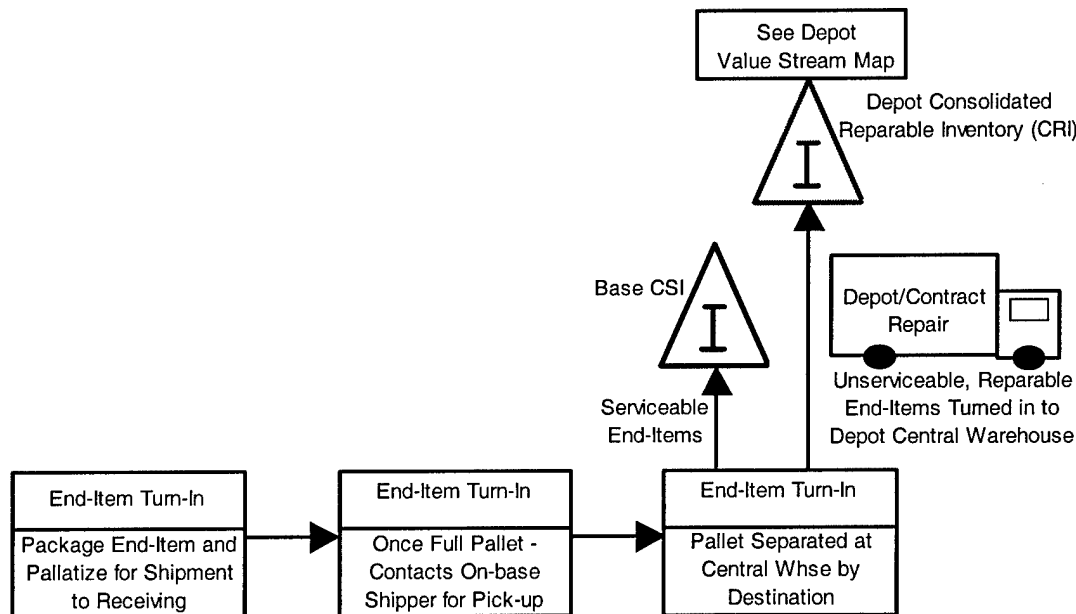 See Depot
Value Stream Map
Depot Consolidated
Reparable Inventory (CRI)
I
Base CSI
I
Depot/Contract
Repair
Unserviceable, Reparable
End-Items Turned in to
Depot Central Warehouse
Serviceable
End-Items
End-Item Turn-In
Package End-Item and
Pallatize for Shipment
to Receiving
End-Item Turn-In
Once Full Pallet -
Contacts On-base
Shipper for Pick-up
End-Item Turn-In
Pallet Separated at
Central Whse by
Destination